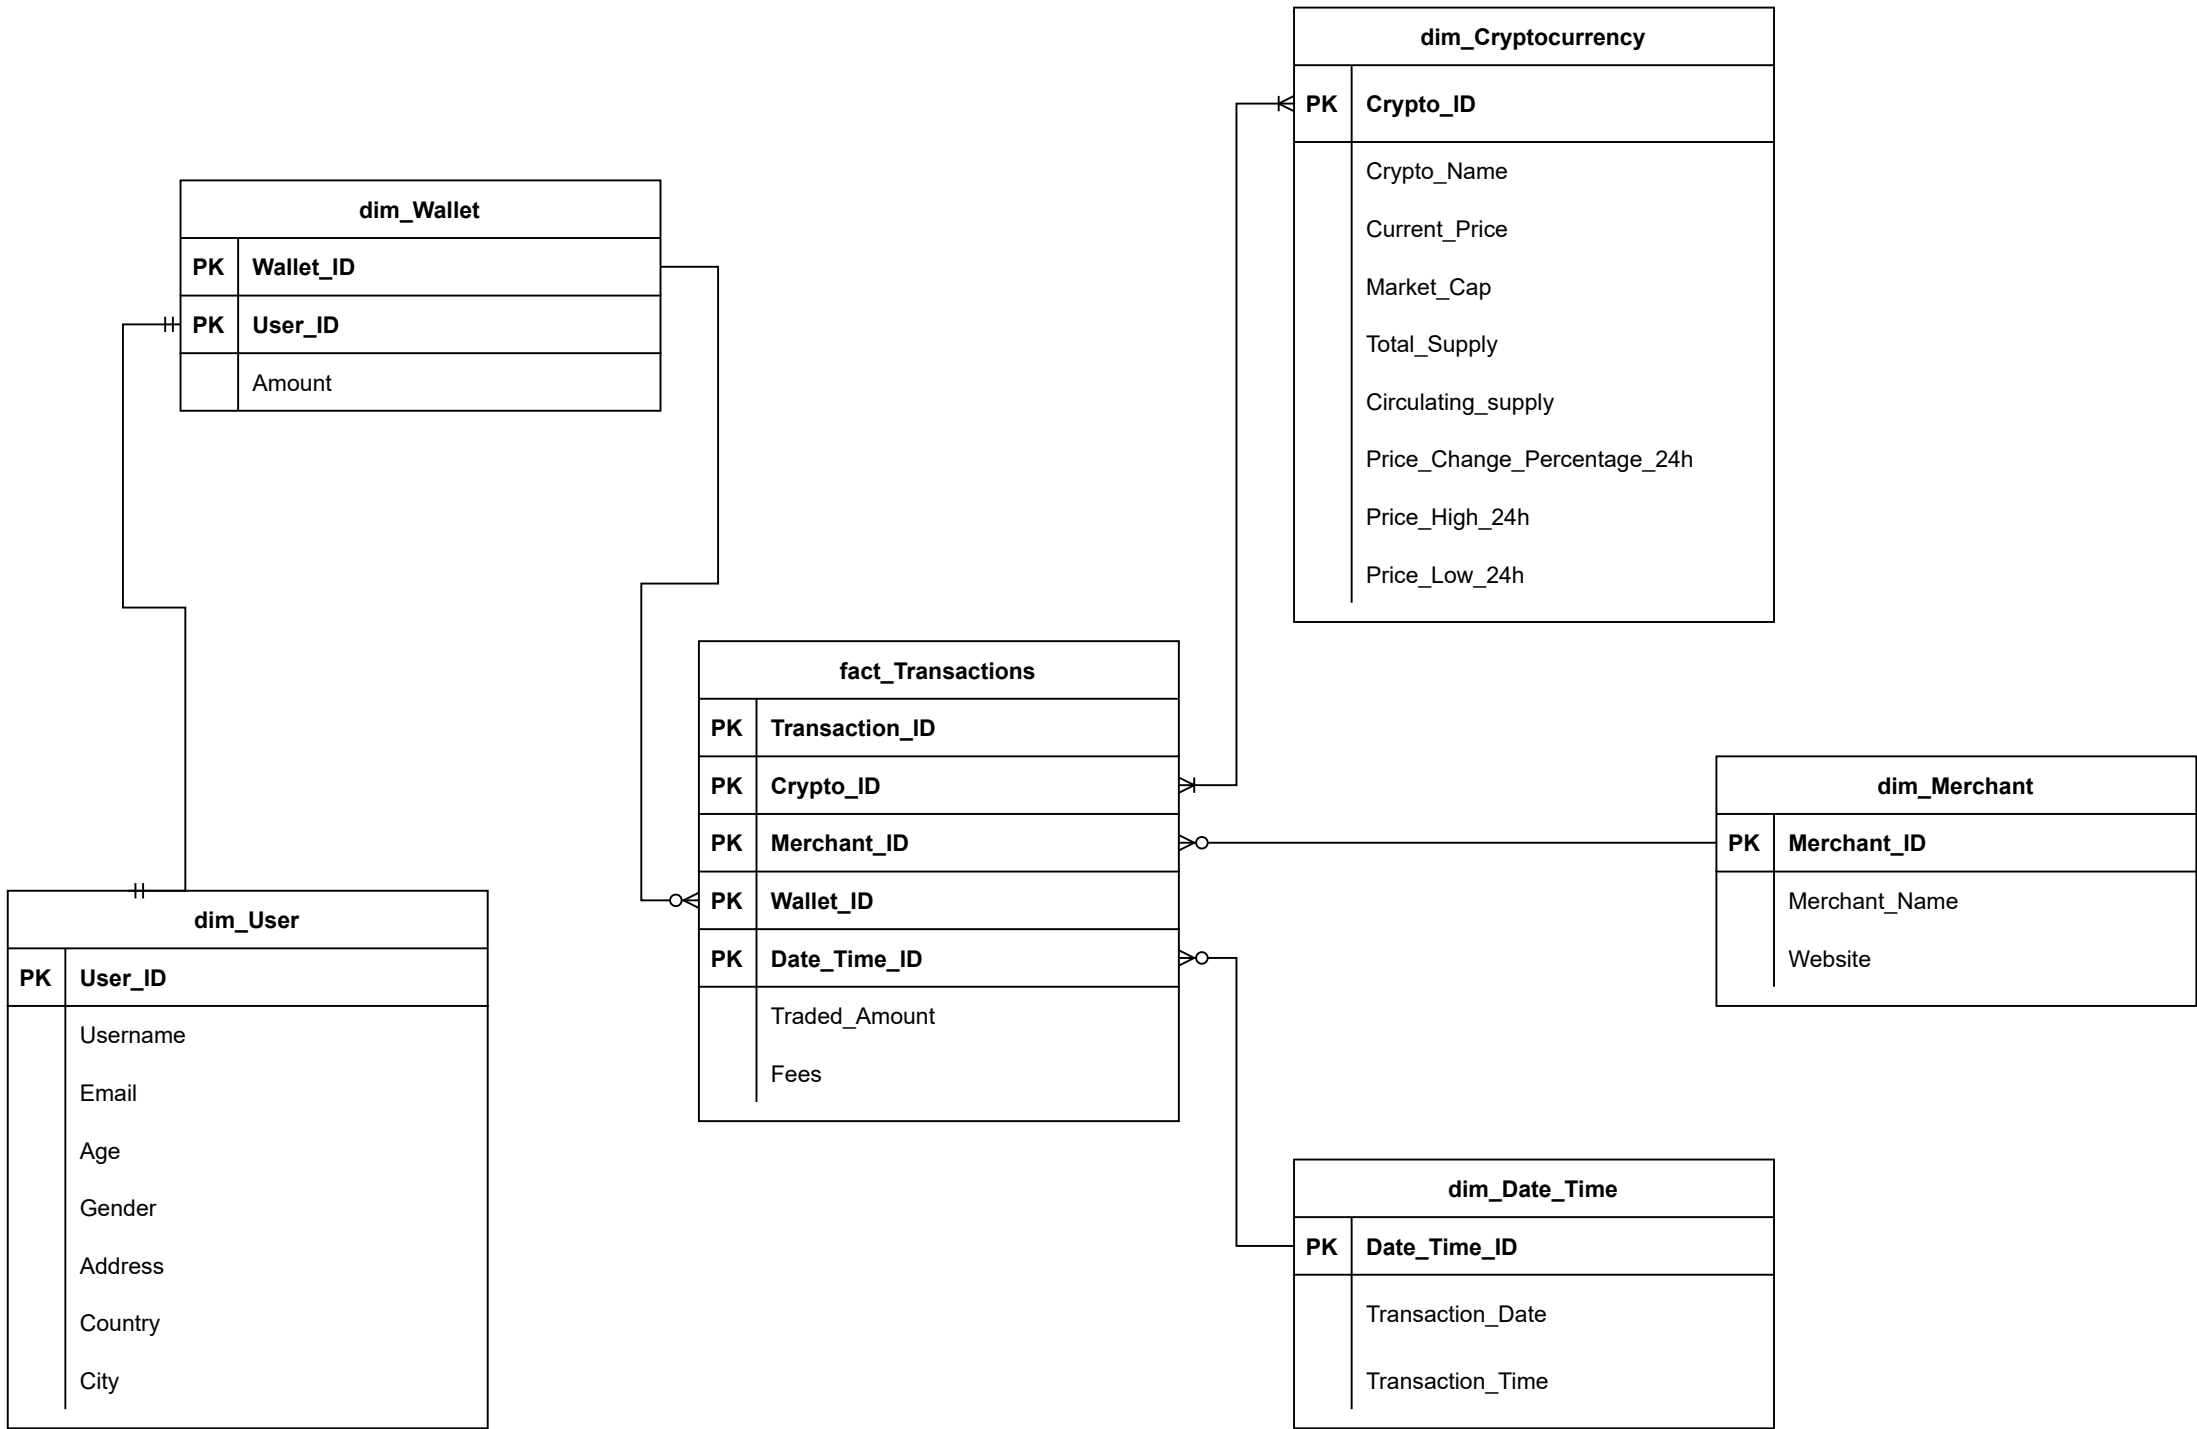 dim_Cryptocurrency
PK Crypto_ID
Crypto_Name
Current_Price
Market_Cap
Total_Supply
Circulating_supply
Price_Change_Percentage_24h
Price_High_24h
Price_Low_24h
dim_Wallet
PK Wallet_ID
PK User_ID
Amount
fact_Transactions
PK Transaction_ID
PK Crypto_ID
PK Merchant_ID
PK Wallet_ID
PK Date_Time_ID
Traded_Amount
Fees
dim_Merchant
PK Merchant_ID
Merchant_Name
Website
dim_User
PK User_ID
Username
Email
Age
Gender
Address
Country
City
dim_Date_Time
PK Date_Time_ID
Transaction_Date
Transaction_Time